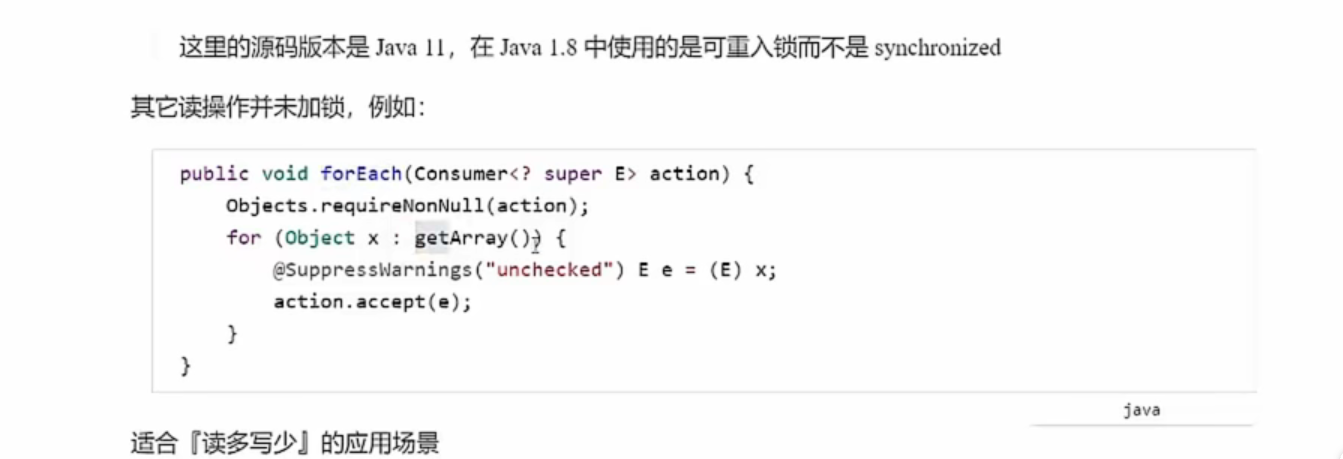 这里的源码版本是 Java 11，在 Java 1.8 中使用的是可重入锁而不是 synchronized
其它读操作并未加锁，例如：
public void forEach(Consumer<? super E> action) {
    Objects.requireNonNull(action);
    for (Object x : getArray()) {
        @SuppressWarnings("unchecked") E e = (E) x;
        action.accept(e);
    }
}
java
适合『读多写少』的应用场景